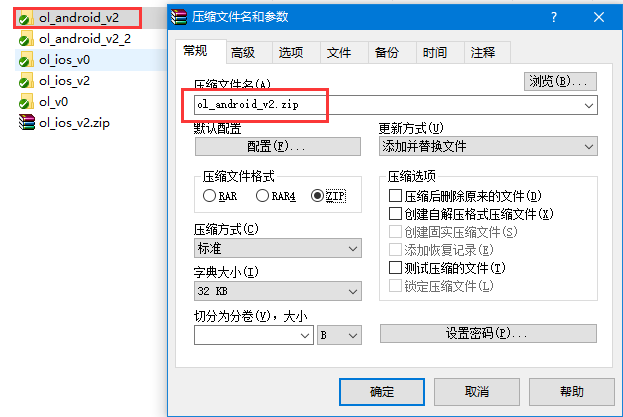 ol_android_v2
ol_android_v2_2
ol_ios_v0
ol_ios_v2
ol_v0
ol_ios_v2.zip
压缩文件名和参数
常规 高级 选项 文件 备份 时间 注释
压缩文件名(A)
浏览(B)...
ol_android_v2.zip
默认配置
配置(F)...
更新方式(U)
添加并替换文件
压缩文件格式
RAR RAR4 ZIP
压缩方式(C)
标准
字典大小(I)
32 KB
切分为分卷(V),大小
B
压缩选项
压缩后删除原来的文件(D)
创建自解压格式压缩文件(X)
创建固实压缩文件(S)
添加恢复记录(E)
测试压缩的文件(T)
锁定压缩文件(L)
设置密码(P)...
确定 取消 帮助